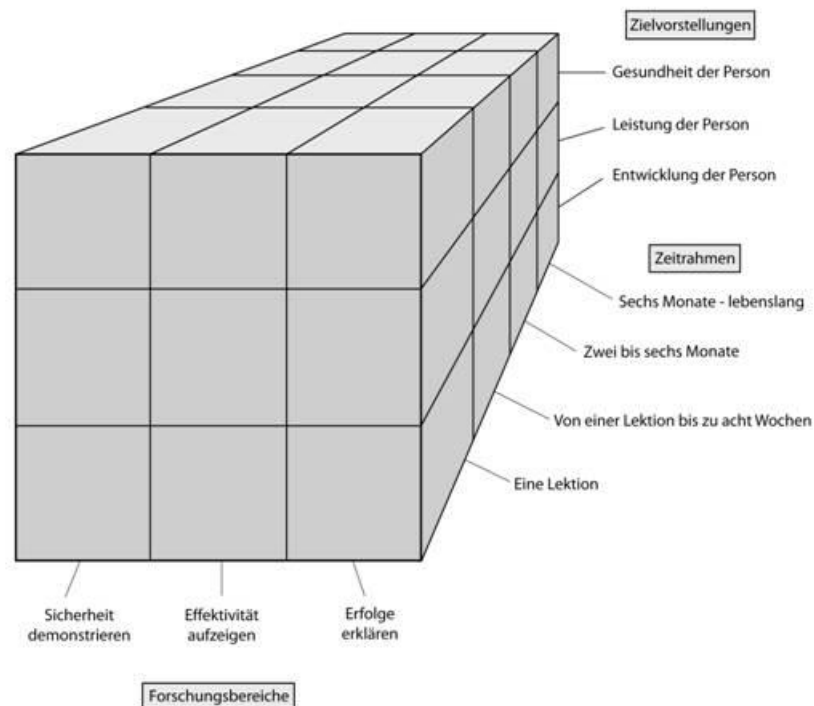 Zielvorstellungen
Gesundheit der Person
Leistung der Person
Entwicklung der Person
Zeitrahmen
Sechs Monate - lebenslang
Zwei bis sechs Monate
Von einer Lektion bis zu acht Wochen
Eine Lektion
Sicherheit
demonstrieren
Effektivität
aufzeigen
Erfolge
erklären
Forschungsbereiche